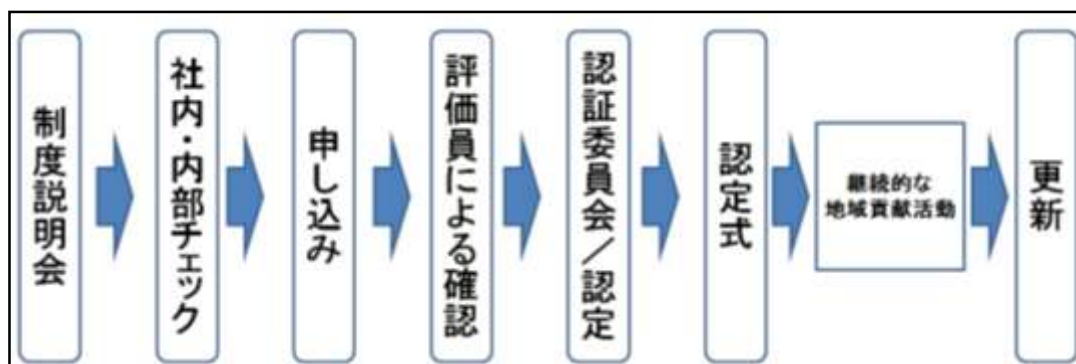 制度説明会
社内・内部チェック
申し込み
評価員による確認
認証委員会／認定
認定式
継続的な
地域貢献活動
更新